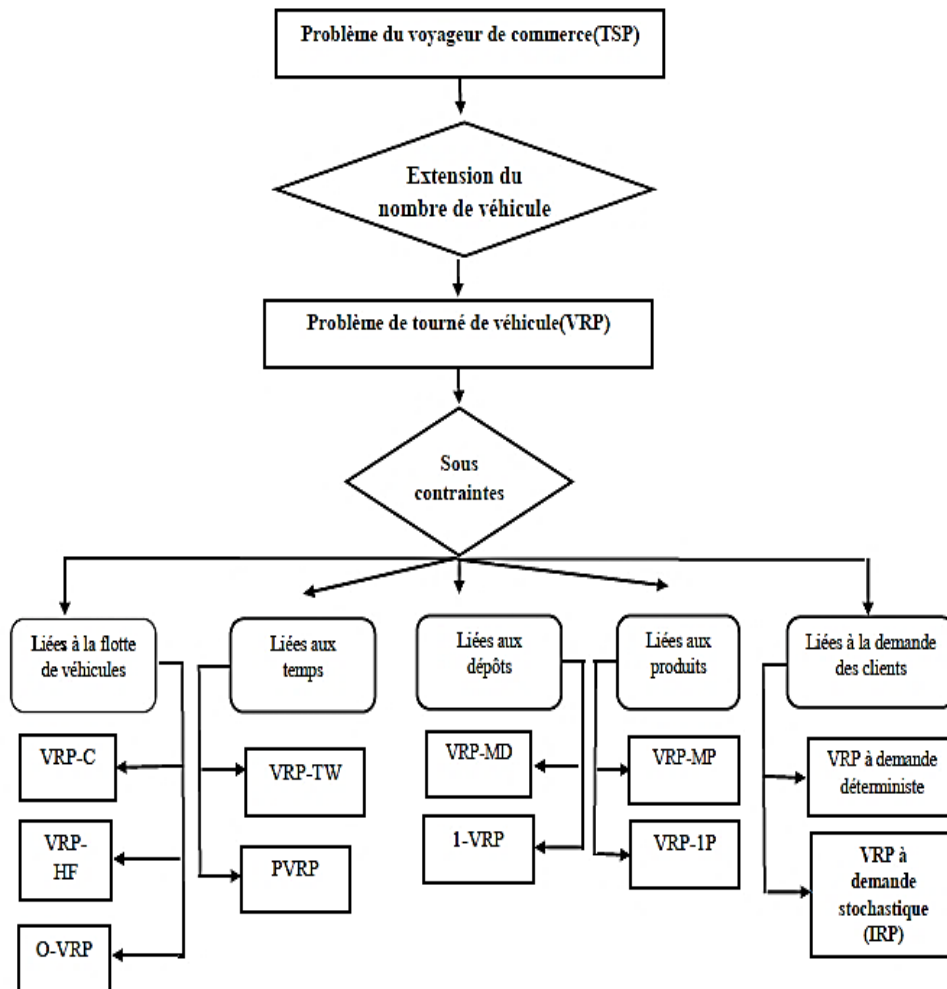 Problème du voyageur de commerce(TSP)
Extension du
nombre de véhicule
Problème de tourné de véhicule(VRP)
Sous
contraintes
Liées à la flotte
de véhicules
Liées aux
temps
Liées aux
dépôts
Liées aux
produits
Liées à la demande
des clients
VRP-C
VRP-
HF
O-VRP
VRP-TW
PVRP
VRP-MD
1-VRP
VRP-MP
VRP-1P
VRP à demande
déterministe
VRP à
demande
stochastique
(IRP)